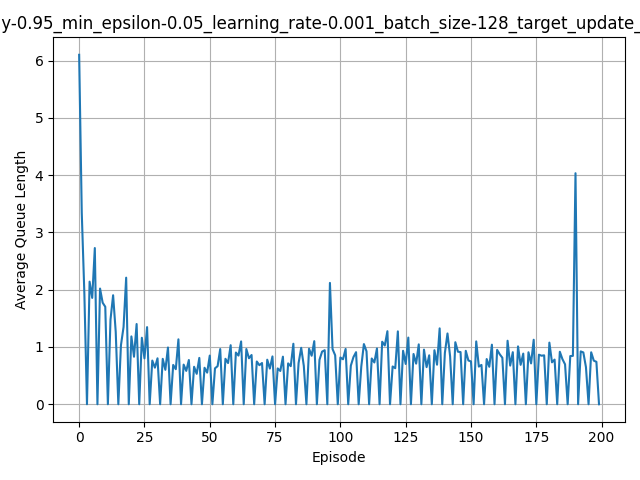 y-0.95_min_epsilon-0.05_learning_rate-0.001_batch_size-128_target_update_
6
5
4
3
2
1
0
Average Queue Length
0 25 50 75 100 125 150 175 200
Episode